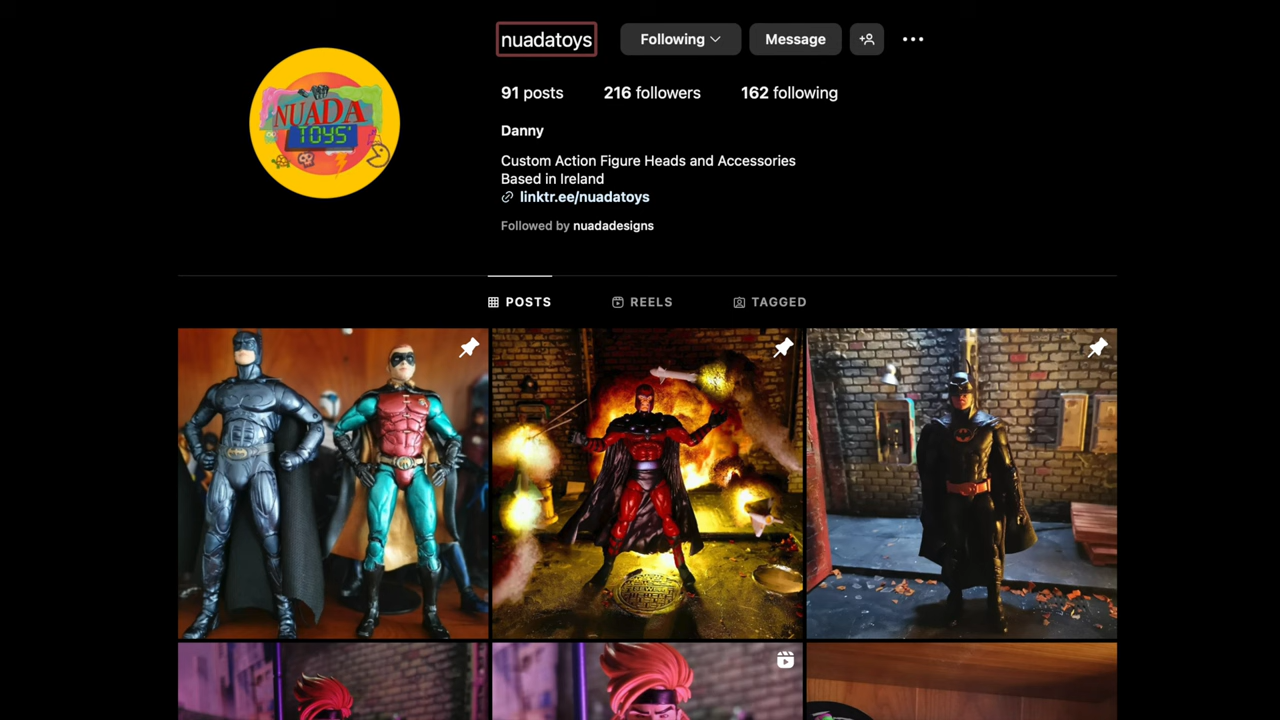 nuadatoys
Following
Message
91 posts
216 followers
162 following
Danny
Custom Action Figure Heads and Accessories
Based in Ireland
linktr.ee/nuadatoys
Followed by nuadadesigns
NUADA
TOYS
POSTS
REELS
TAGGED